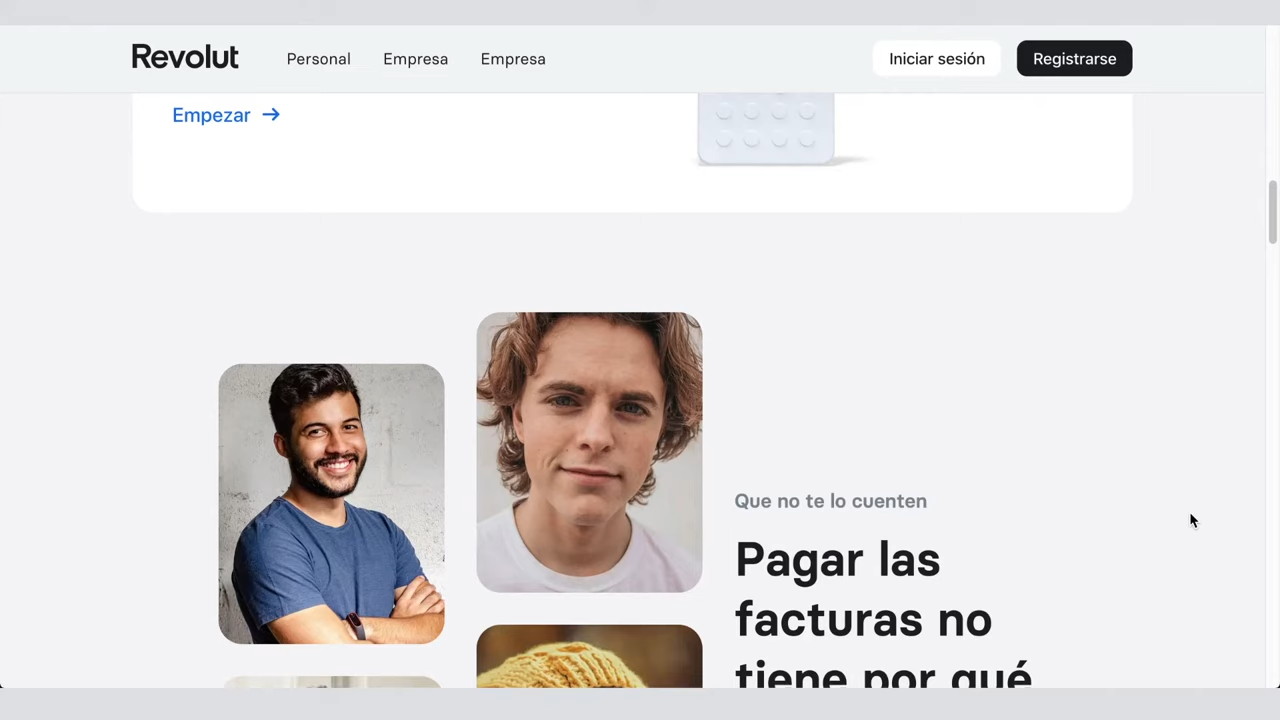 Revolut
Personal
Empresa
Empresa
Iniciar sesión
Registrarse
Empezar →
Que no te lo cuenten
Pagar las
facturas no
tiene por qué